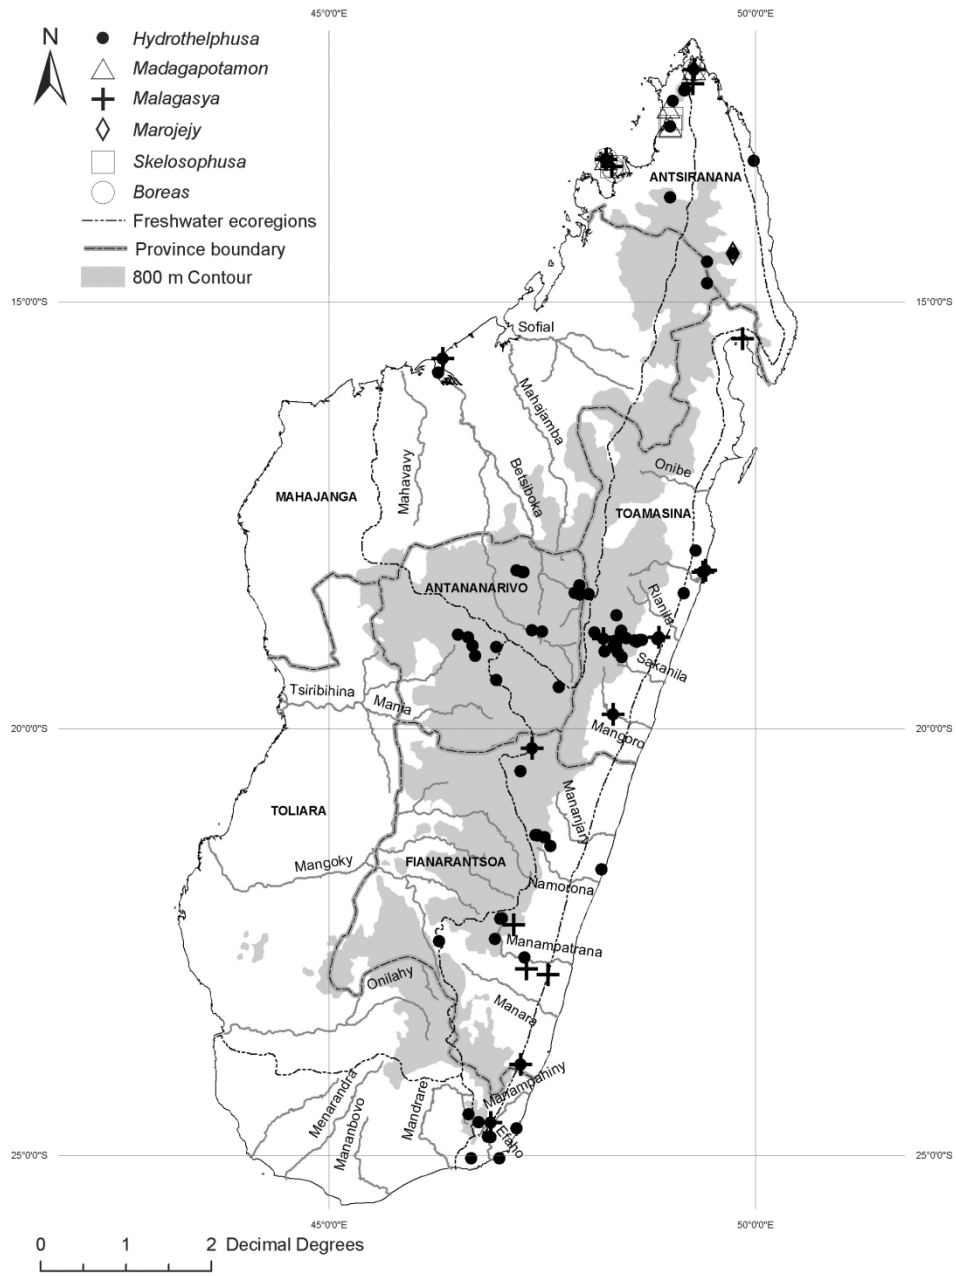 45°0'0"E
50°0'0"E
N
Hydrothelphusa
Madagapotamon
Malagasya
Marojejy
Skelosophusa
Boreas
Freshwater ecoregions
Province boundary
800 m Contour
ANTSIRANANA
15°0'0"S
15°0'0"S
Sofial
Mahajamba
Mahavavy
Betsiboka
Onibe
MAHAJANGA
TOAMASINA
ANTANANARIVO
Rianila
Sakanila
Tsiribihina
Mania
20°0'0"S
20°0'0"S
Mangoro
Mananjary
TOLIARA
Mangoky
FIANARANTSOA
Namorona
Manampatrana
Onilahy
Manara
Manampahiny
Menarandra
Mananbovo
Mandrare
Efaho
25°0'0"S
25°0'0"S
45°0'0"E
50°0'0"E
0 1 2 Decimal Degrees